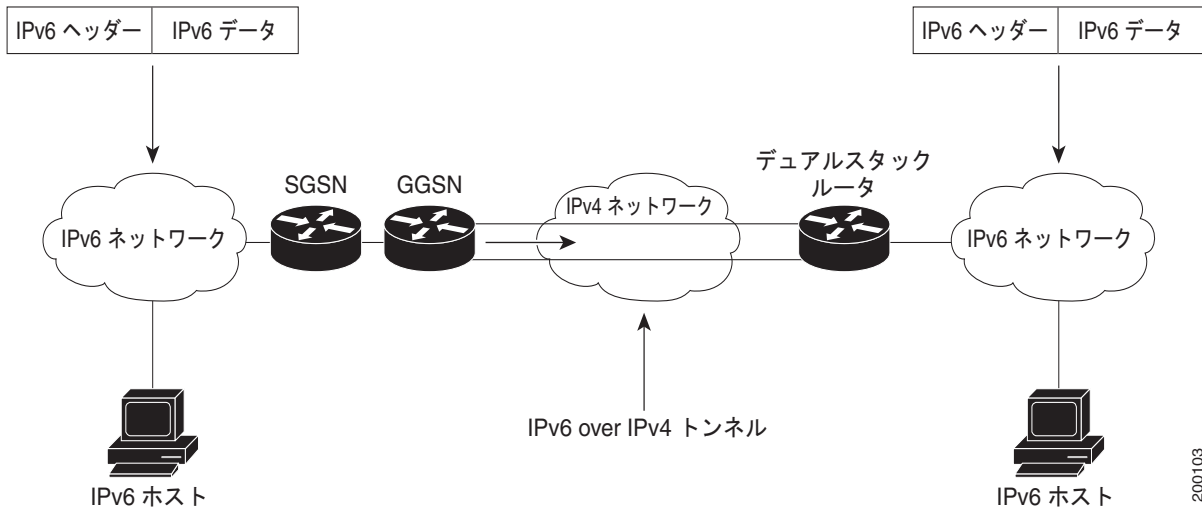 IPv6 ヘッダー IPv6 データ
IPv6 ヘッダー IPv6 データ
デュアルスタック
ルータ
SGSN GGSN
IPv4 ネットワーク
IPv6 ネットワーク
IPv6 ネットワーク
IPv6 over IPv4 トンネル
IPv6 ホスト
IPv6 ホスト
200103